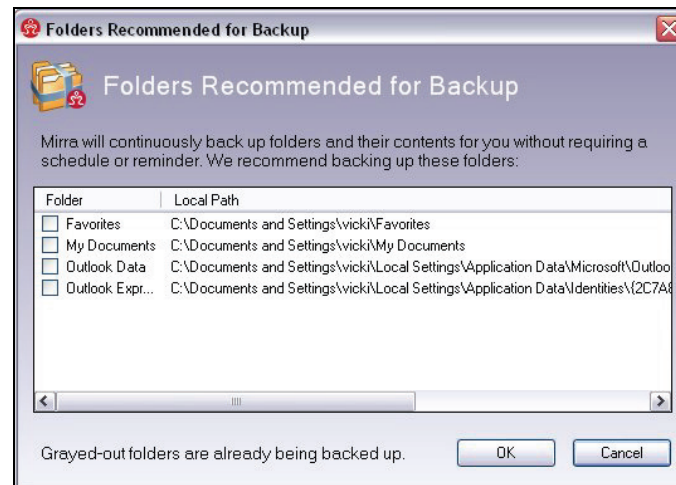 Folders Recommended for Backup
Folders Recommended for Backup
Mirra will continuously back up folders and their contents for you without requiring a
schedule or reminder. We recommend backing up these folders:
Folder Local Path
Favorites C:\Documents and Settings\vicki\Favorites
My Documents C:\Documents and Settings\vicki\My Documents
Outlook Data C:\Documents and Settings\vicki\Local Settings\Application Data\Microsoft\Outloo
Outlook Expr... C:\Documents and Settings\vicki\Local Settings\Application Data\Identities\{2C7A8
Grayed-out folders are already being backed up. OK Cancel